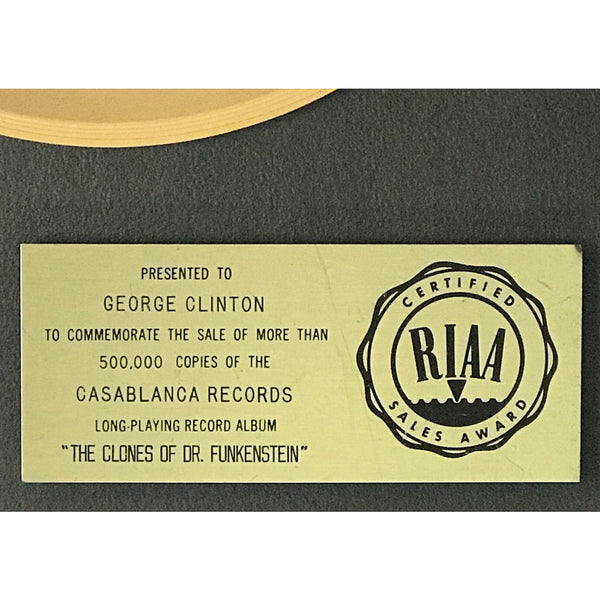 PRESENTED TO
GEORGE CLINTON
TO COMMEMORATE THE SALE OF MORE THAN
500,000 COPIES OF THE
CASABLANCA RECORDS
LONG-PLAYING RECORD ALBUM
"THE CLONES OF DR. FUNKENSTEIN"
CERTIFIED
RIAA
SALES AWARD